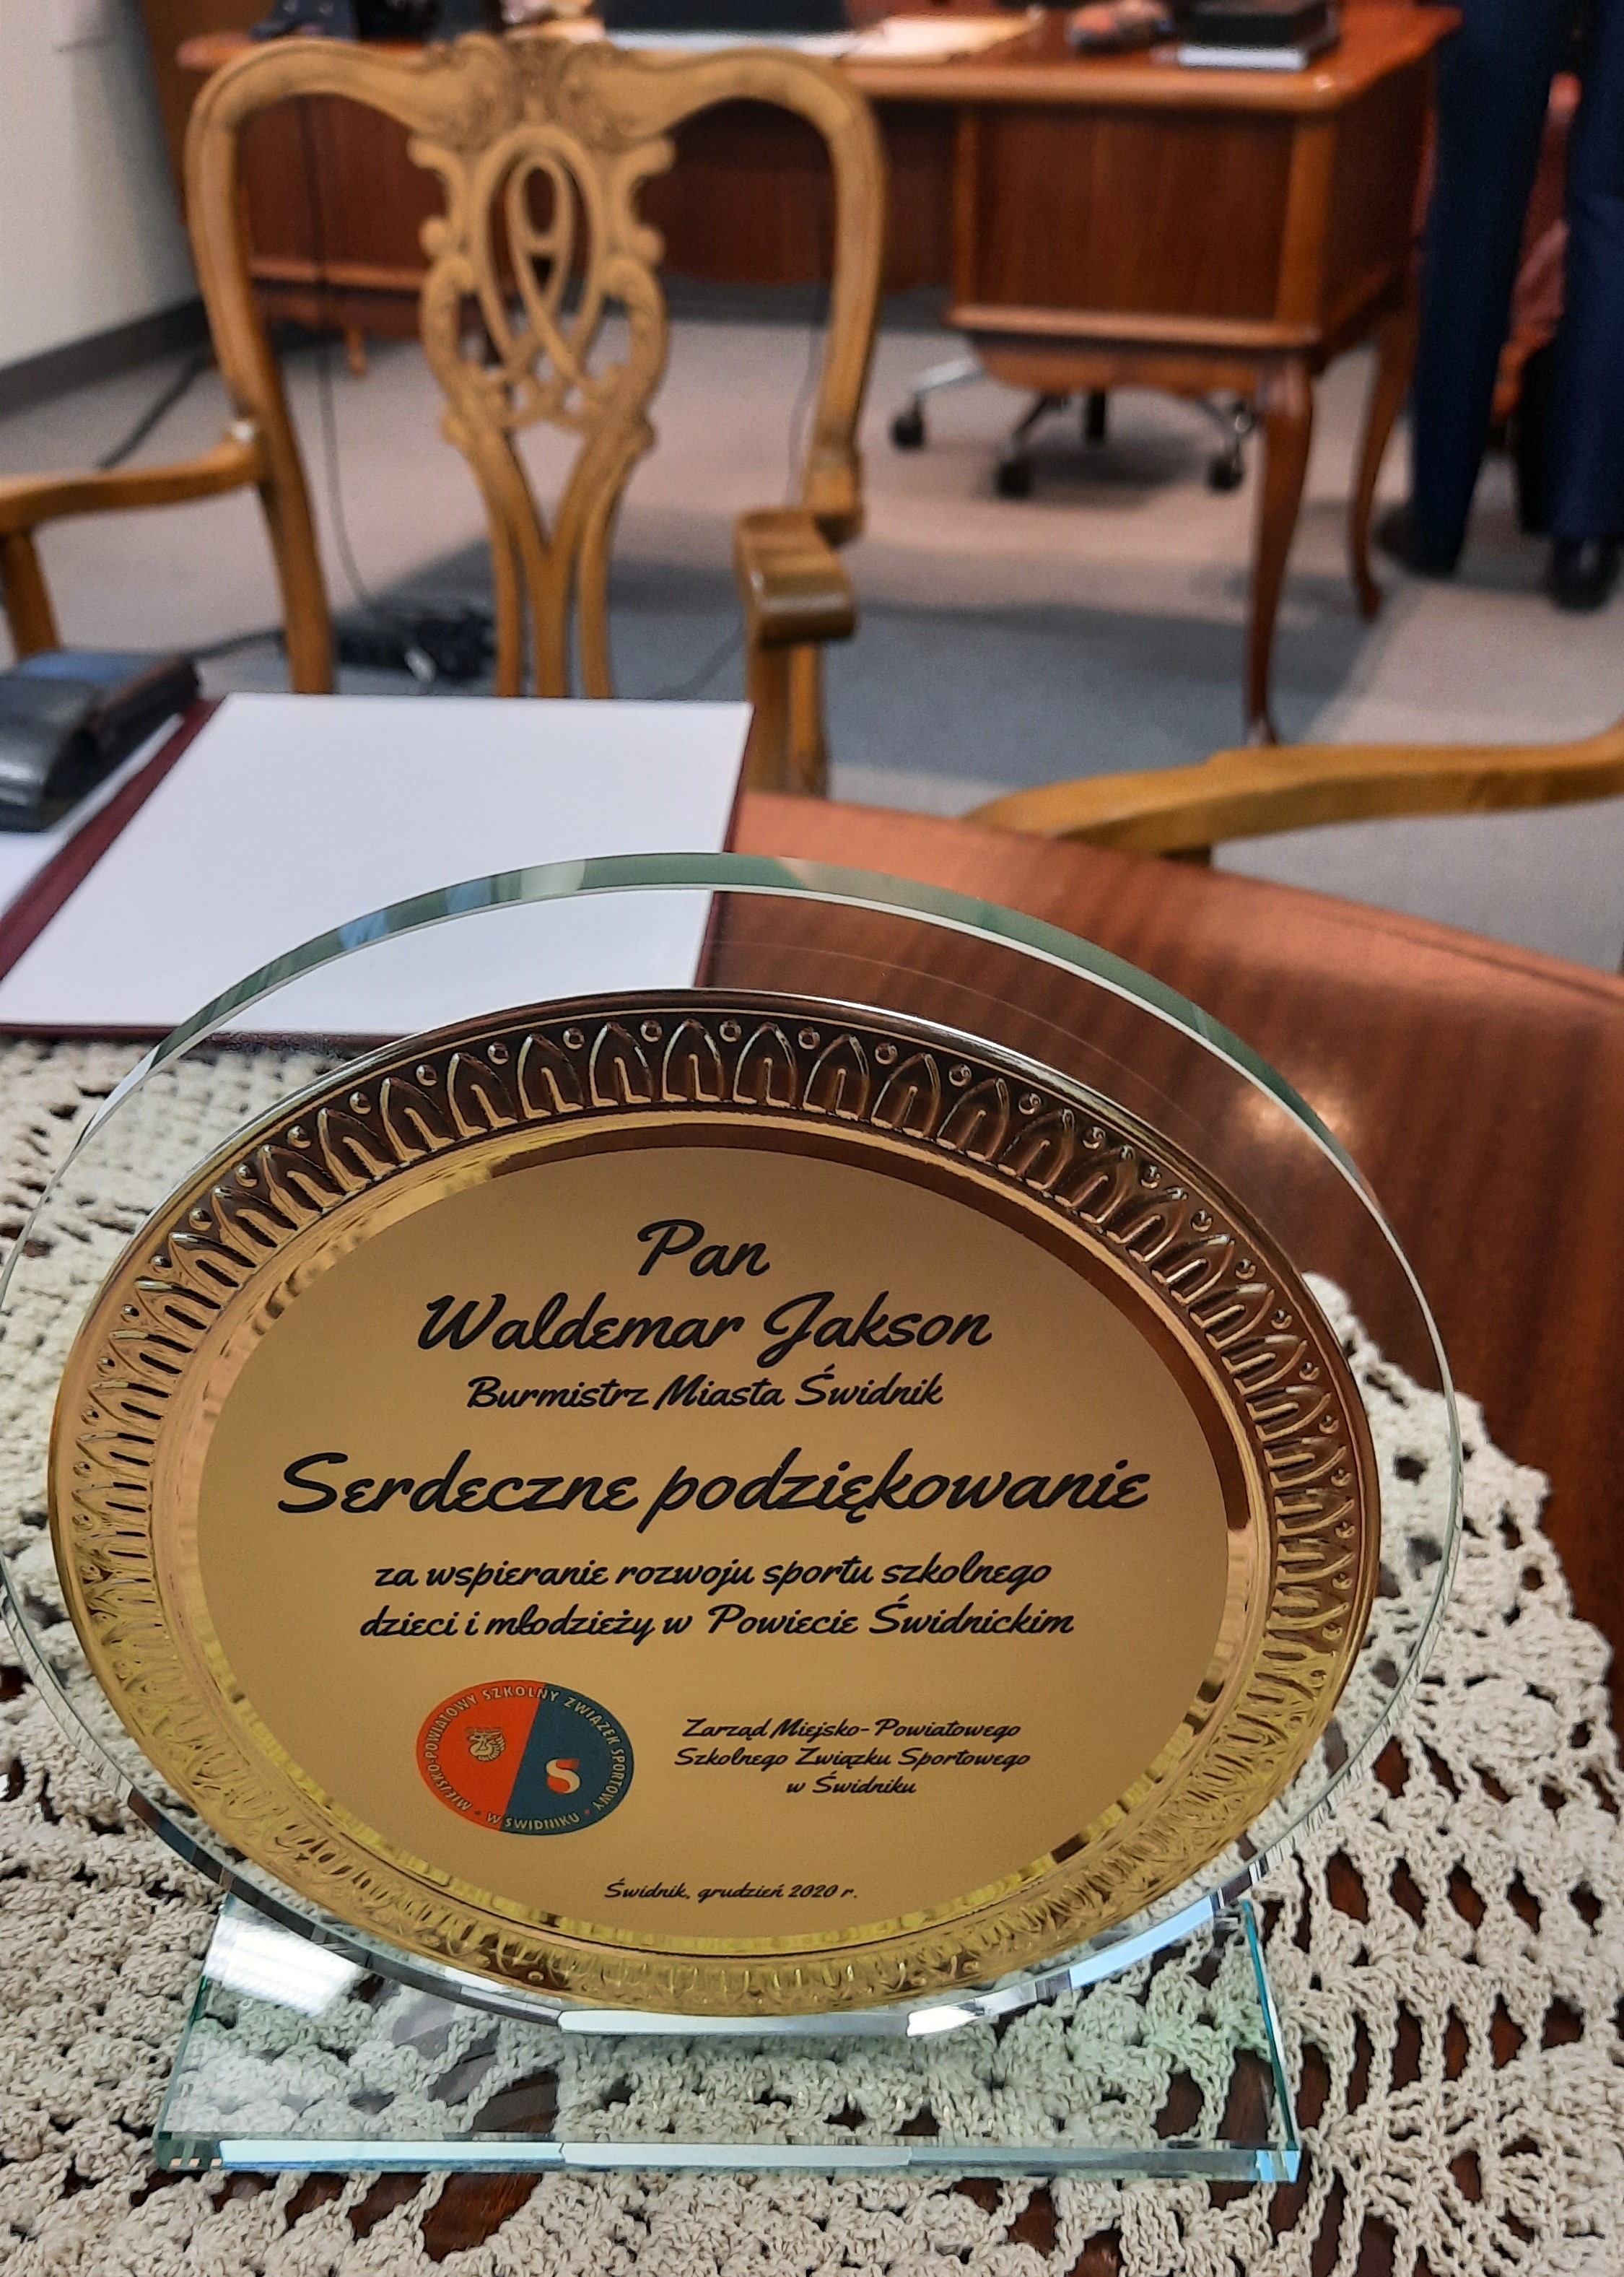 Pan
Waldemar Jakson
Burmistrz Miasta Świdnik
Serdeczne podziękowanie
za wspieranie rozwoju sportu szkolnego
dzieci i młodzieży w Powiecie Świdnickim
MIEJSKO-POWIATOWY SZKOLNY ZWIĄZEK SPORTOWY
• W ŚWIDNIKU •
S
Zarząd Miejsko-Powiatowego
Szkolnego Związku Sportowego
w Świdniku
Świdnik, grudzień 2020 r.